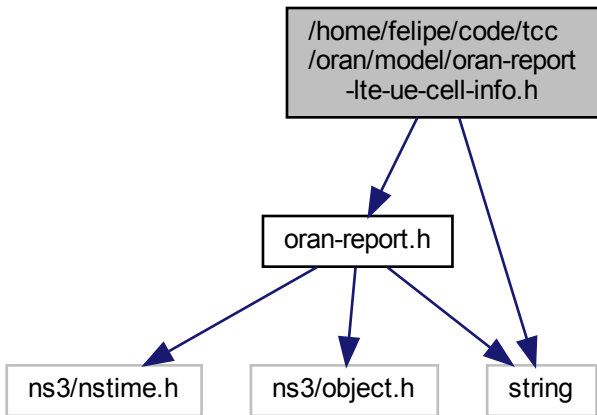 /home/felipe/code/tcc
/oran/model/oran-report
-lte-ue-cell-info.h
oran-report.h
ns3/nstime.h
ns3/object.h
string